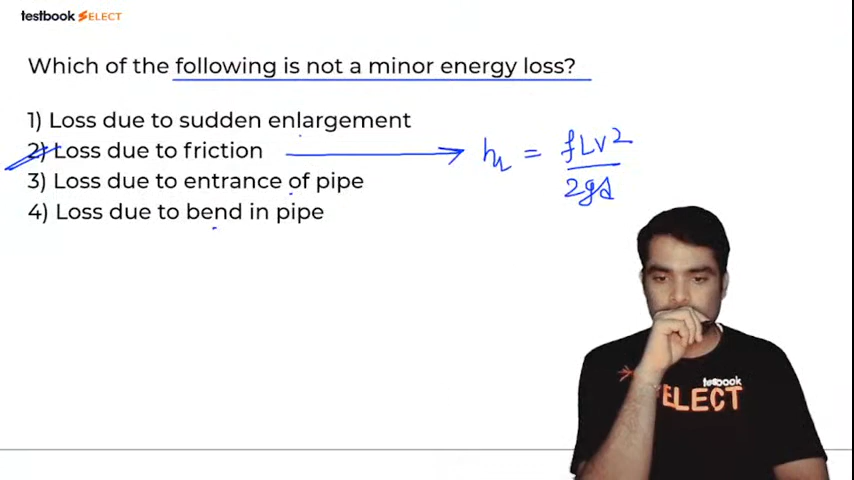 testbook SELECT
Which of the following is not a minor energy loss?
1) Loss due to sudden enlargement
2) Loss due to friction
h_L = fLv²/2gd
3) Loss due to entrance of pipe
4) Loss due to bend in pipe
testbook
SELECT